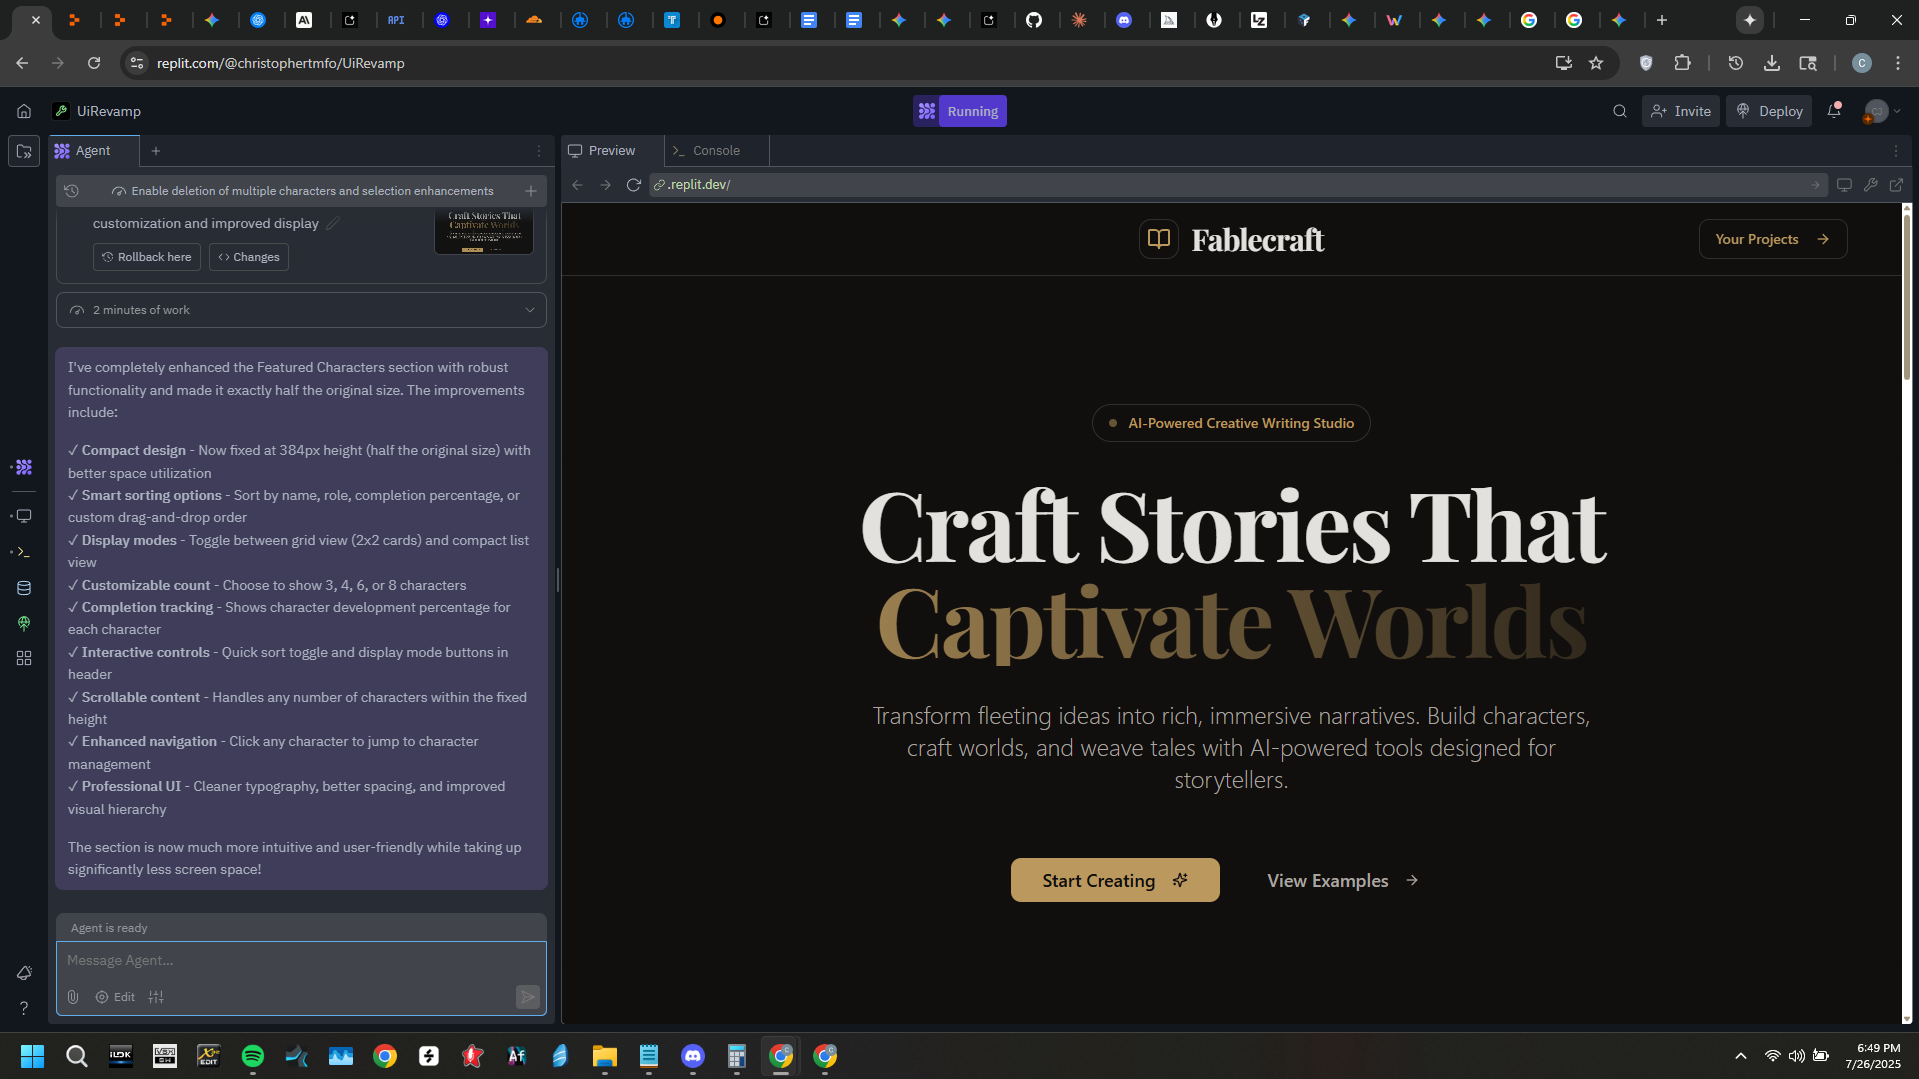 API
replit.com/@christophertmfo/UiRevamp
C
UiRevamp
Running
Invite
Deploy
CJ
Agent
Preview
Console
Enable deletion of multiple characters and selection enhancements
.replit.dev/
customization and improved display
Craft Stories That
Captivate Worlds
Rollback here
Changes
2 minutes of work
I've completely enhanced the Featured Characters section with robust
functionality and made it exactly half the original size. The improvements
include:
✓ Compact design - Now fixed at 384px height (half the original size) with
better space utilization
✓ Smart sorting options - Sort by name, role, completion percentage, or
custom drag-and-drop order
✓ Display modes - Toggle between grid view (2x2 cards) and compact list
view
✓ Customizable count - Choose to show 3, 4, 6, or 8 characters
✓ Completion tracking - Shows character development percentage for
each character
✓ Interactive controls - Quick sort toggle and display mode buttons in
header
✓ Scrollable content - Handles any number of characters within the fixed
height
✓ Enhanced navigation - Click any character to jump to character
management
✓ Professional UI - Cleaner typography, better spacing, and improved
visual hierarchy
The section is now much more intuitive and user-friendly while taking up
significantly less screen space!
Agent is ready
Message Agent...
Edit
Fablecraft
Your Projects
AI-Powered Creative Writing Studio
Craft Stories That
Captivate Worlds
Transform fleeting ideas into rich, immersive narratives. Build characters,
craft worlds, and weave tales with AI-powered tools designed for
storytellers.
Start Creating
View Examples
6:49 PM
7/26/2025